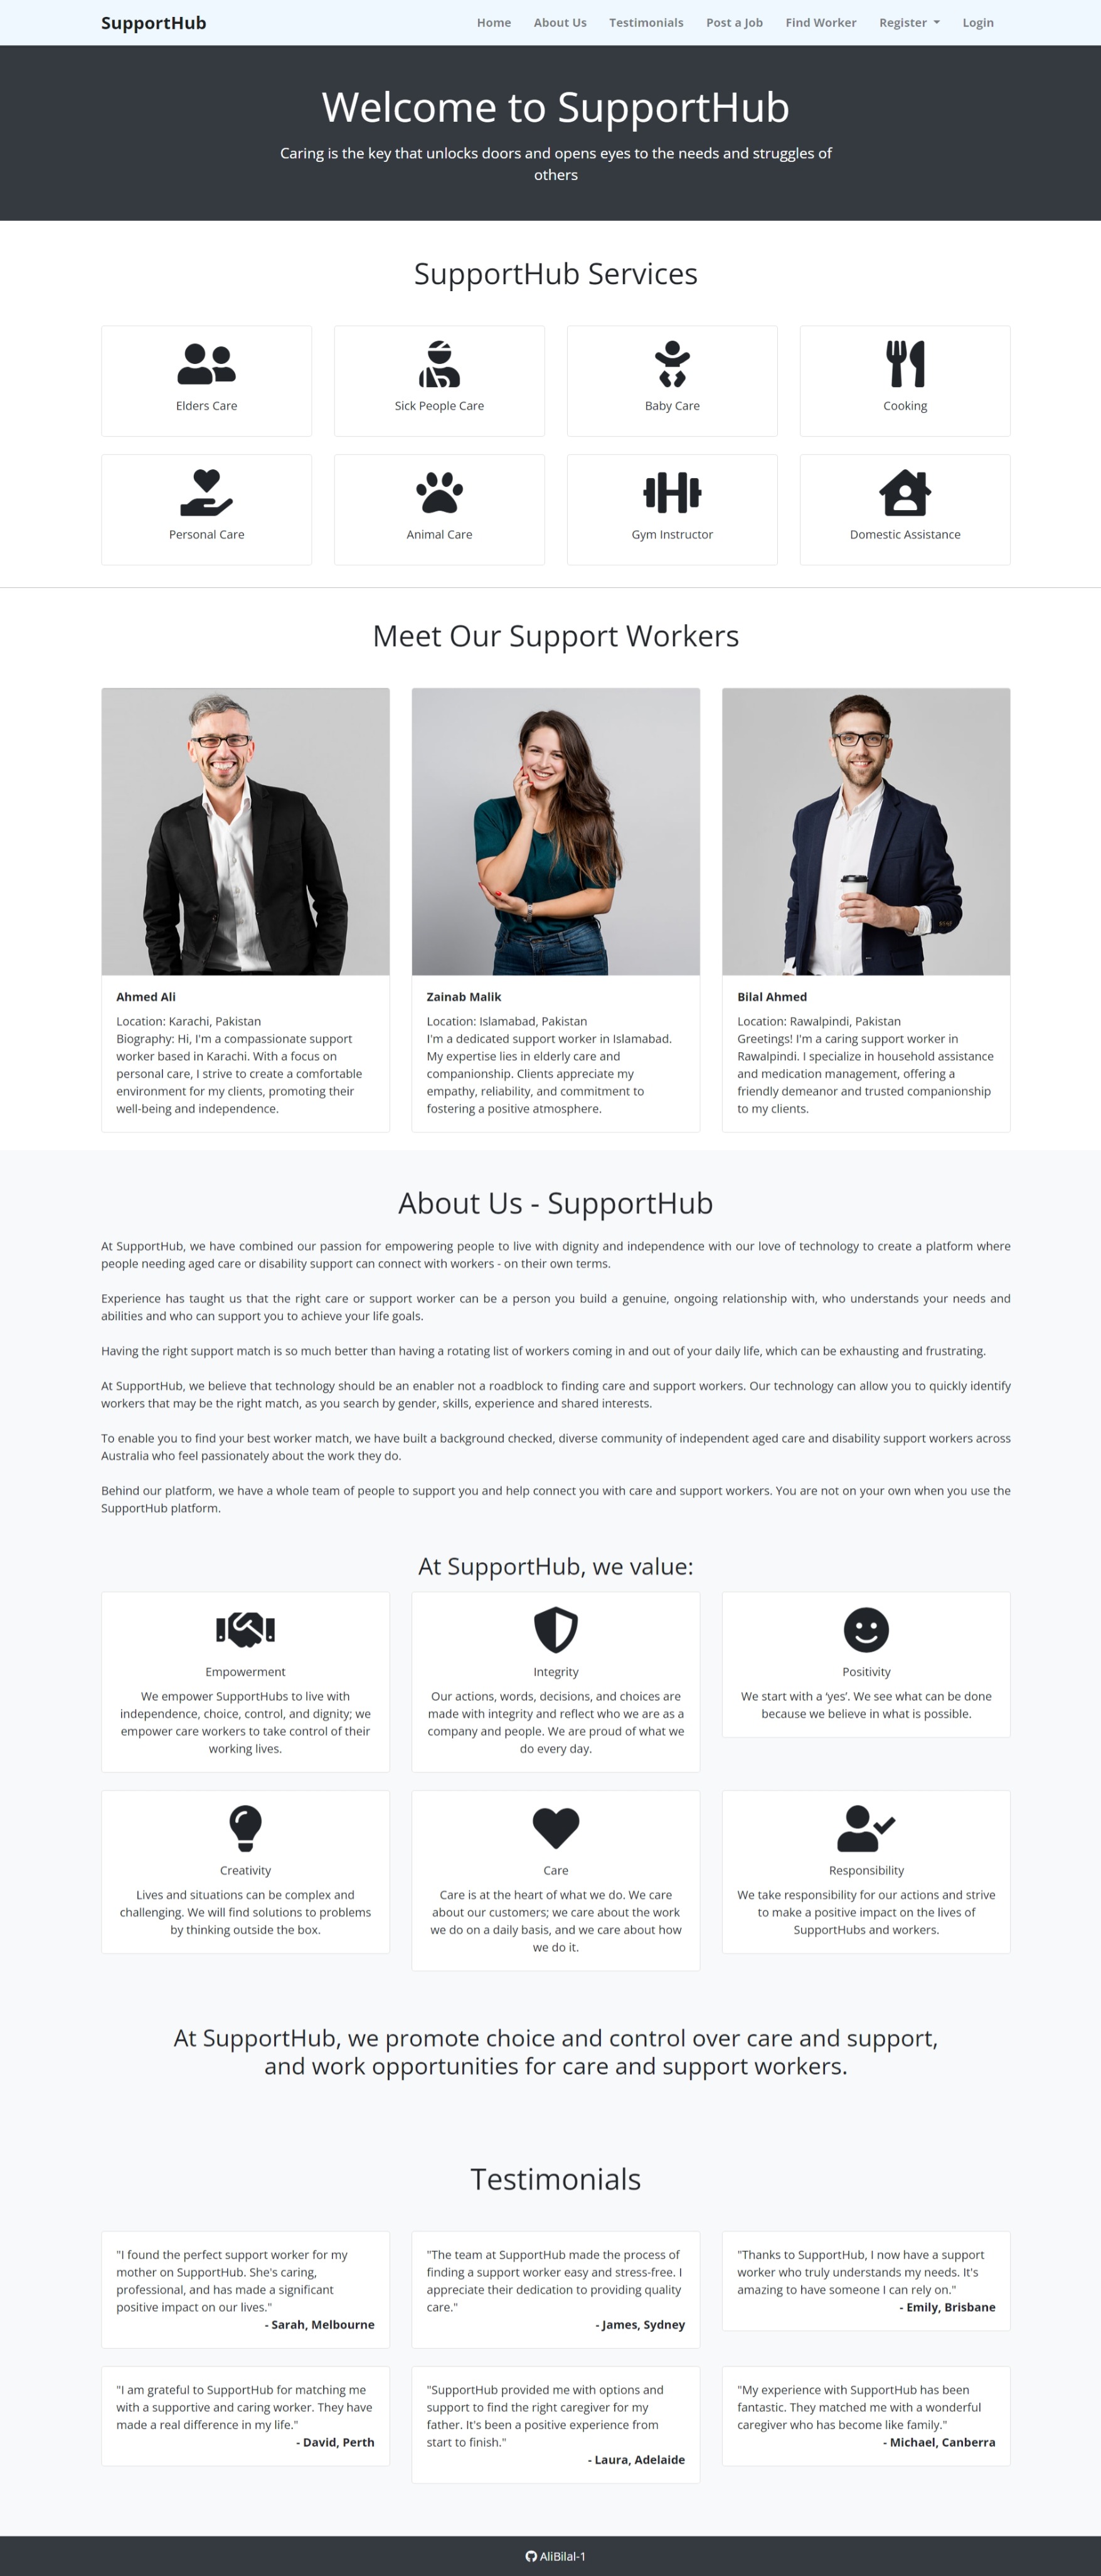 SupportHub
Home About Us Testimonials Post a Job Find Worker Register Login
Welcome to SupportHub
Caring is the key that unlocks doors and opens eyes to the needs and struggles of
others
SupportHub Services
Elders Care
Sick People Care
Baby Care
Cooking
Personal Care
Animal Care
Gym Instructor
Domestic Assistance
Meet Our Support Workers
Ahmed Ali
Location: Karachi, Pakistan
Biography: Hi, I'm a compassionate support
worker based in Karachi. With a focus on
personal care, I strive to create a comfortable
environment for my clients, promoting their
well-being and independence.
Zainab Malik
Location: Islamabad, Pakistan
I'm a dedicated support worker in Islamabad.
My expertise lies in elderly care and
companionship. Clients appreciate my
empathy, reliability, and commitment to
fostering a positive atmosphere.
Bilal Ahmed
Location: Rawalpindi, Pakistan
Greetings! I'm a caring support worker in
Rawalpindi. I specialize in household assistance
and medication management, offering a
friendly demeanor and trusted companionship
to my clients.
About Us - SupportHub
At SupportHub, we have combined our passion for empowering people to live with dignity and independence with our love of technology to create a platform where
people needing aged care or disability support can connect with workers - on their own terms.
Experience has taught us that the right care or support worker can be a person you build a genuine, ongoing relationship with, who understands your needs and
abilities and who can support you to achieve your life goals.
Having the right support match is so much better than having a rotating list of workers coming in and out of your daily life, which can be exhausting and frustrating.
At SupportHub, we believe that technology should be an enabler not a roadblock to finding care and support workers. Our technology can allow you to quickly identify
workers that may be the right match, as you search by gender, skills, experience and shared interests.
To enable you to find your best worker match, we have built a background checked, diverse community of independent aged care and disability support workers across
Australia who feel passionately about the work they do.
Behind our platform, we have a whole team of people to support you and help connect you with care and support workers. You are not on your own when you use the
SupportHub platform.
At SupportHub, we value:
Empowerment
We empower SupportHubs to live with
independence, choice, control, and dignity; we
empower care workers to take control of their
working lives.
Integrity
Our actions, words, decisions, and choices are
made with integrity and reflect who we are as a
company and people. We are proud of what we
do every day.
Positivity
We start with a ‘yes’. We see what can be done
because we believe in what is possible.
Creativity
Lives and situations can be complex and
challenging. We will find solutions to problems
by thinking outside the box.
Care
Care is at the heart of what we do. We care
about our customers; we care about the work
we do on a daily basis, and we care about how
we do it.
Responsibility
We take responsibility for our actions and strive
to make a positive impact on the lives of
SupportHubs and workers.
At SupportHub, we promote choice and control over care and support,
and work opportunities for care and support workers.
Testimonials
"I found the perfect support worker for my
mother on SupportHub. She's caring,
professional, and has made a significant
positive impact on our lives."
- Sarah, Melbourne
"The team at SupportHub made the process of
finding a support worker easy and stress-free. I
appreciate their dedication to providing quality
care."
- James, Sydney
"Thanks to SupportHub, I now have a support
worker who truly understands my needs. It's
amazing to have someone I can rely on."
- Emily, Brisbane
"I am grateful to SupportHub for matching me
with a supportive and caring worker. They have
made a real difference in my life."
- David, Perth
"SupportHub provided me with options and
support to find the right caregiver for my
father. It's been a positive experience from
start to finish."
- Laura, Adelaide
"My experience with SupportHub has been
fantastic. They matched me with a wonderful
caregiver who has become like family."
- Michael, Canberra
AliBilal-1